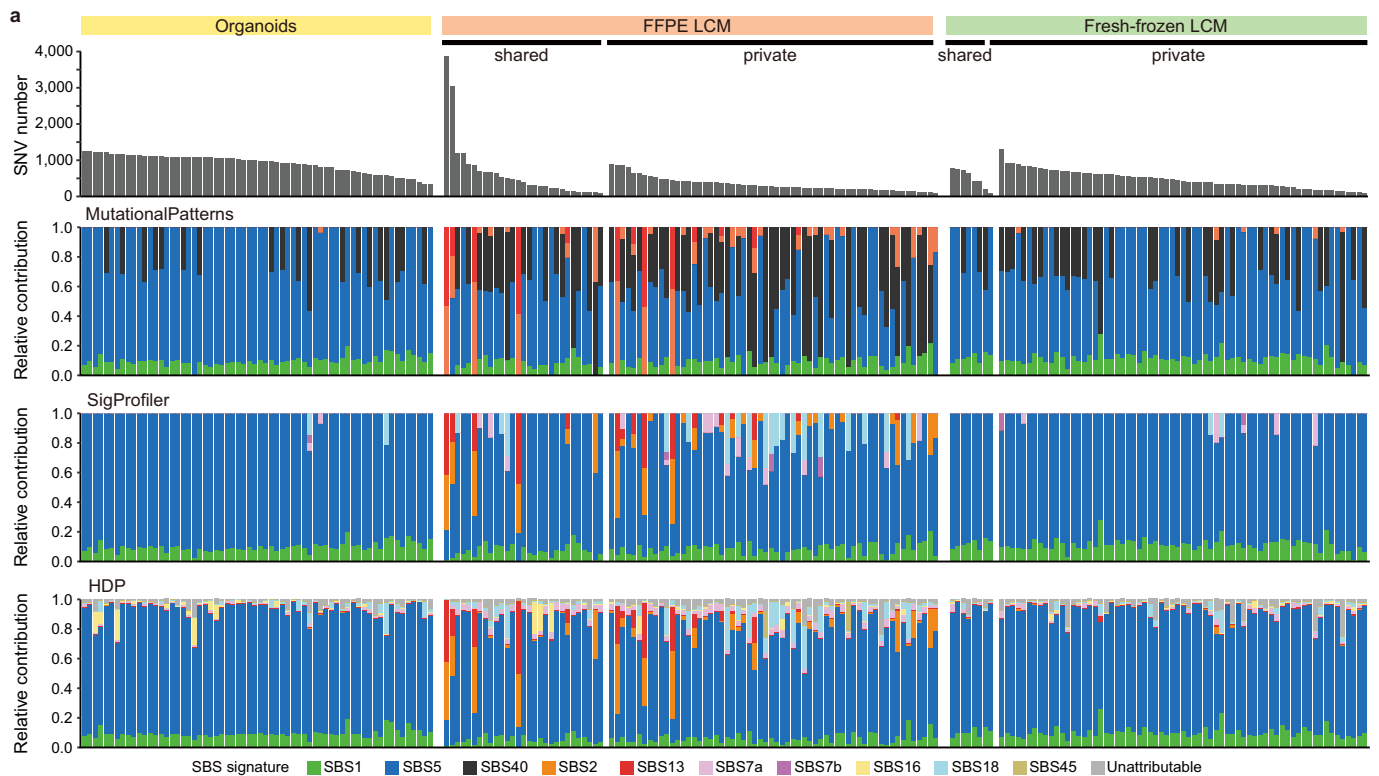 a
Organoids
FFPE LCM
Fresh-frozen LCM
shared
private
shared
private
SNV number
4,000
3,000
2,000
1,000
0
MutationalPatterns
Relative contribution
1.0
0.8
0.6
0.4
0.2
0.0
SigProfiler
Relative contribution
1.0
0.8
0.6
0.4
0.2
0.0
HDP
Relative contribution
1.0
0.8
0.6
0.4
0.2
0.0
SBS signature SBS1 SBS5 SBS40 SBS2 SBS13 SBS7a SBS7b SBS16 SBS18 SBS45 Unattributable